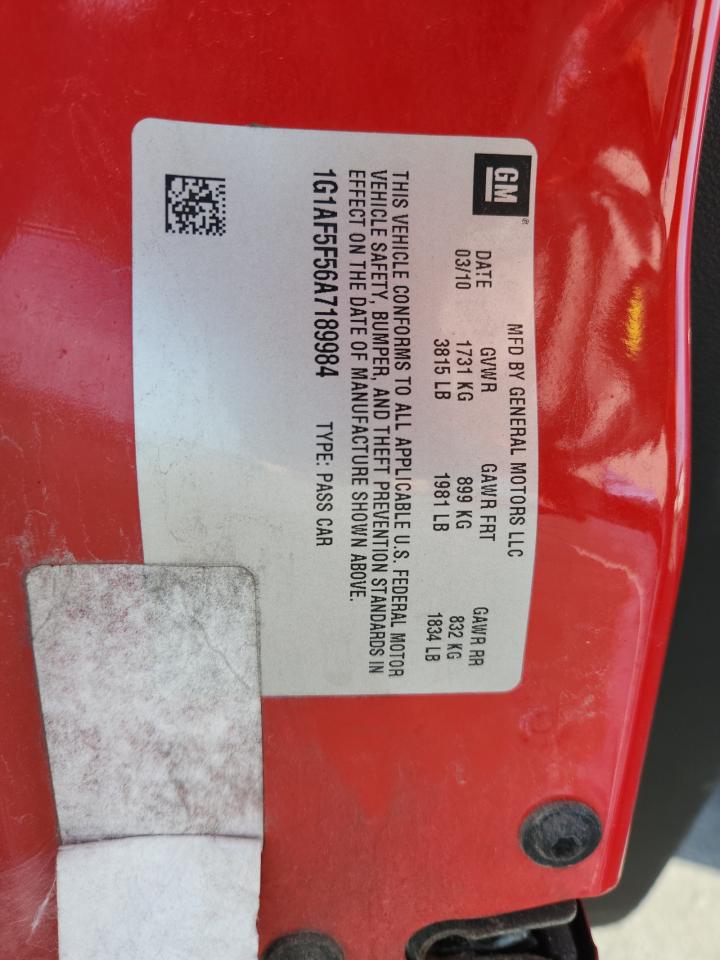 GM®
MFD BY GENERAL MOTORS LLC
DATE GVWR GAWR FRT GAWR RR
03/10 1731 KG 899 KG 832 KG
3815 LB 1981 LB 1834 LB
THIS VEHICLE CONFORMS TO ALL APPLICABLE U.S. FEDERAL MOTOR
VEHICLE SAFETY, BUMPER, AND THEFT PREVENTION STANDARDS IN
EFFECT ON THE DATE OF MANUFACTURE SHOWN ABOVE.
1G1AF5F56A7189984 TYPE: PASS CAR